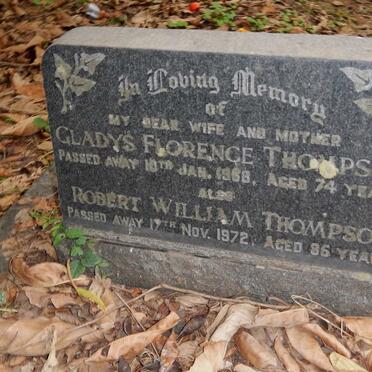 In Loving Memory
of
MY DEAR WIFE AND MOTHER
GLADYS FLORENCE THOMPS
PASSED AWAY 10TH JAN. 1968, AGED 74 YEA
ALSO
ROBERT WILLIAM THOMPSO
PASSED AWAY 17TH NOV. 1972, AGED 86 YEA